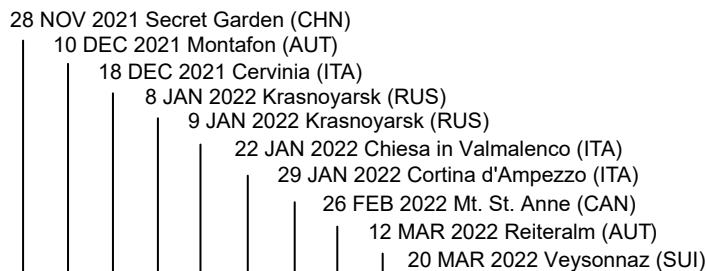 28 NOV 2021 Secret Garden (CHN)
10 DEC 2021 Montafon (AUT)
18 DEC 2021 Cervinia (ITA)
8 JAN 2022 Krasnoyarsk (RUS)
9 JAN 2022 Krasnoyarsk (RUS)
22 JAN 2022 Chiesa in Valmalenco (ITA)
29 JAN 2022 Cortina d'Ampezzo (ITA)
26 FEB 2022 Mt. St. Anne (CAN)
12 MAR 2022 Reiteralm (AUT)
20 MAR 2022 Veysonnaz (SUI)